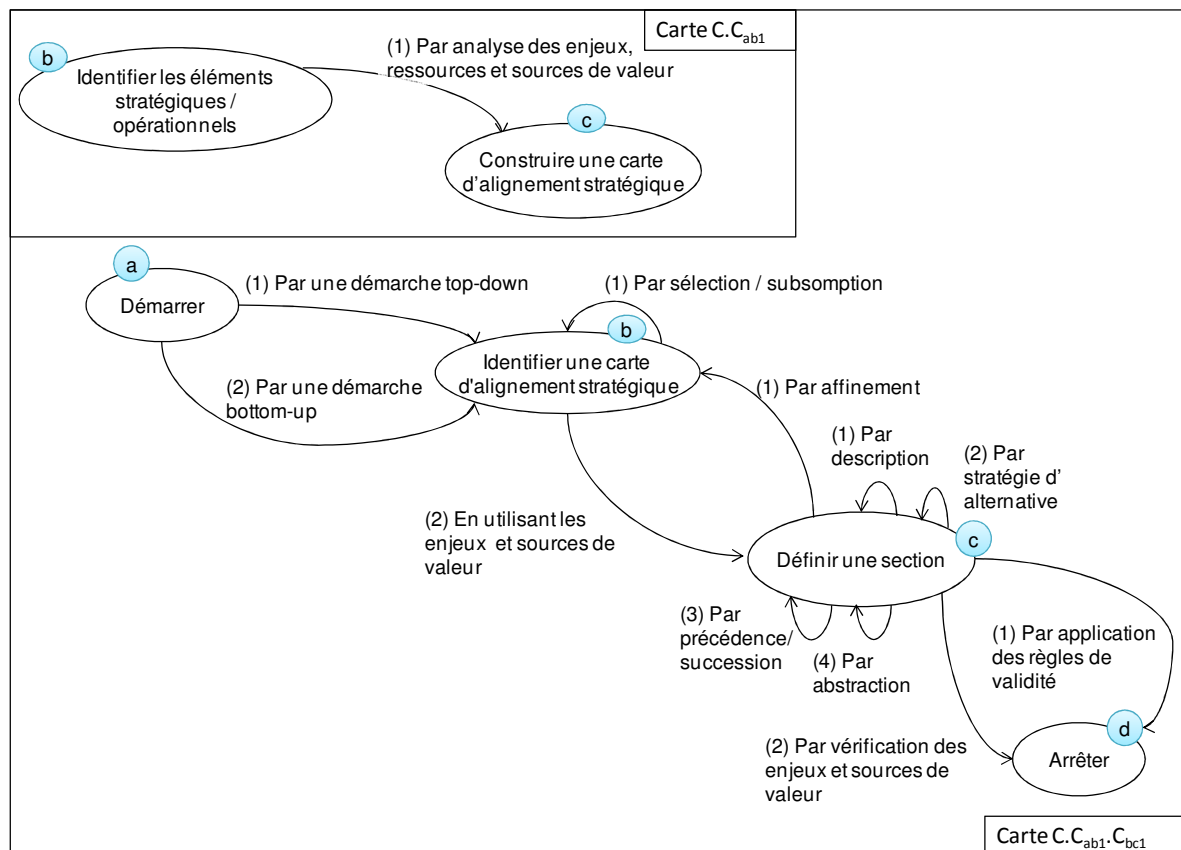 Carte C.Cab1
(1) Par analyse des enjeux,
ressources et sources de valeur
b
Identifier les éléments
stratégiques /
opérationnels
c
Construire une carte
d'alignement stratégique
a
Démarrer
(1) Par une démarche top-down
(1) Par sélection / subsomption
b
Identifier une carte
d'alignement stratégique
(2) Par une démarche
bottom-up
(1) Par affinement
(1) Par
description
(2) Par
stratégie d'
alternative
(2) En utilisant les
enjeux et sources de
valeur
c
Définir une section
(3) Par
précédence/
succession
(4) Par
abstraction
(1) Par application
des règles de
validité
d
Arrêter
(2) Par vérification des
enjeux et sources de
valeur
Carte C.Cab1.Cbc1